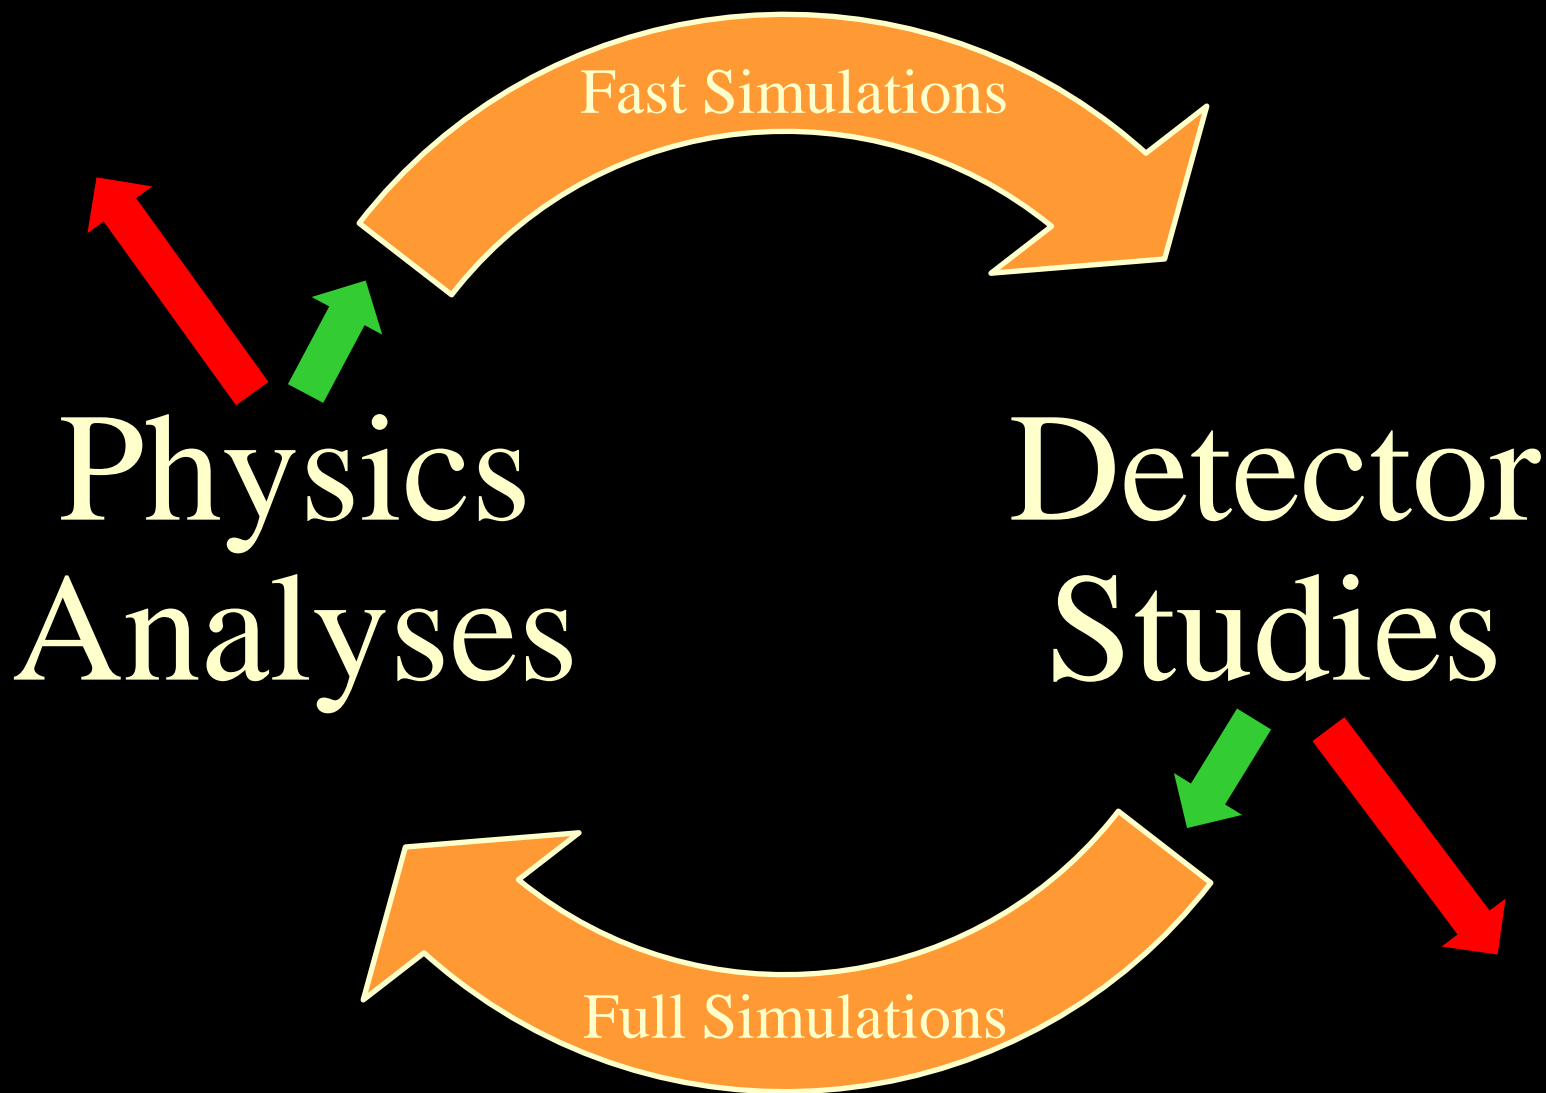 Fast Simulations
Physics
Analyses
Detector
Studies
Full Simulations